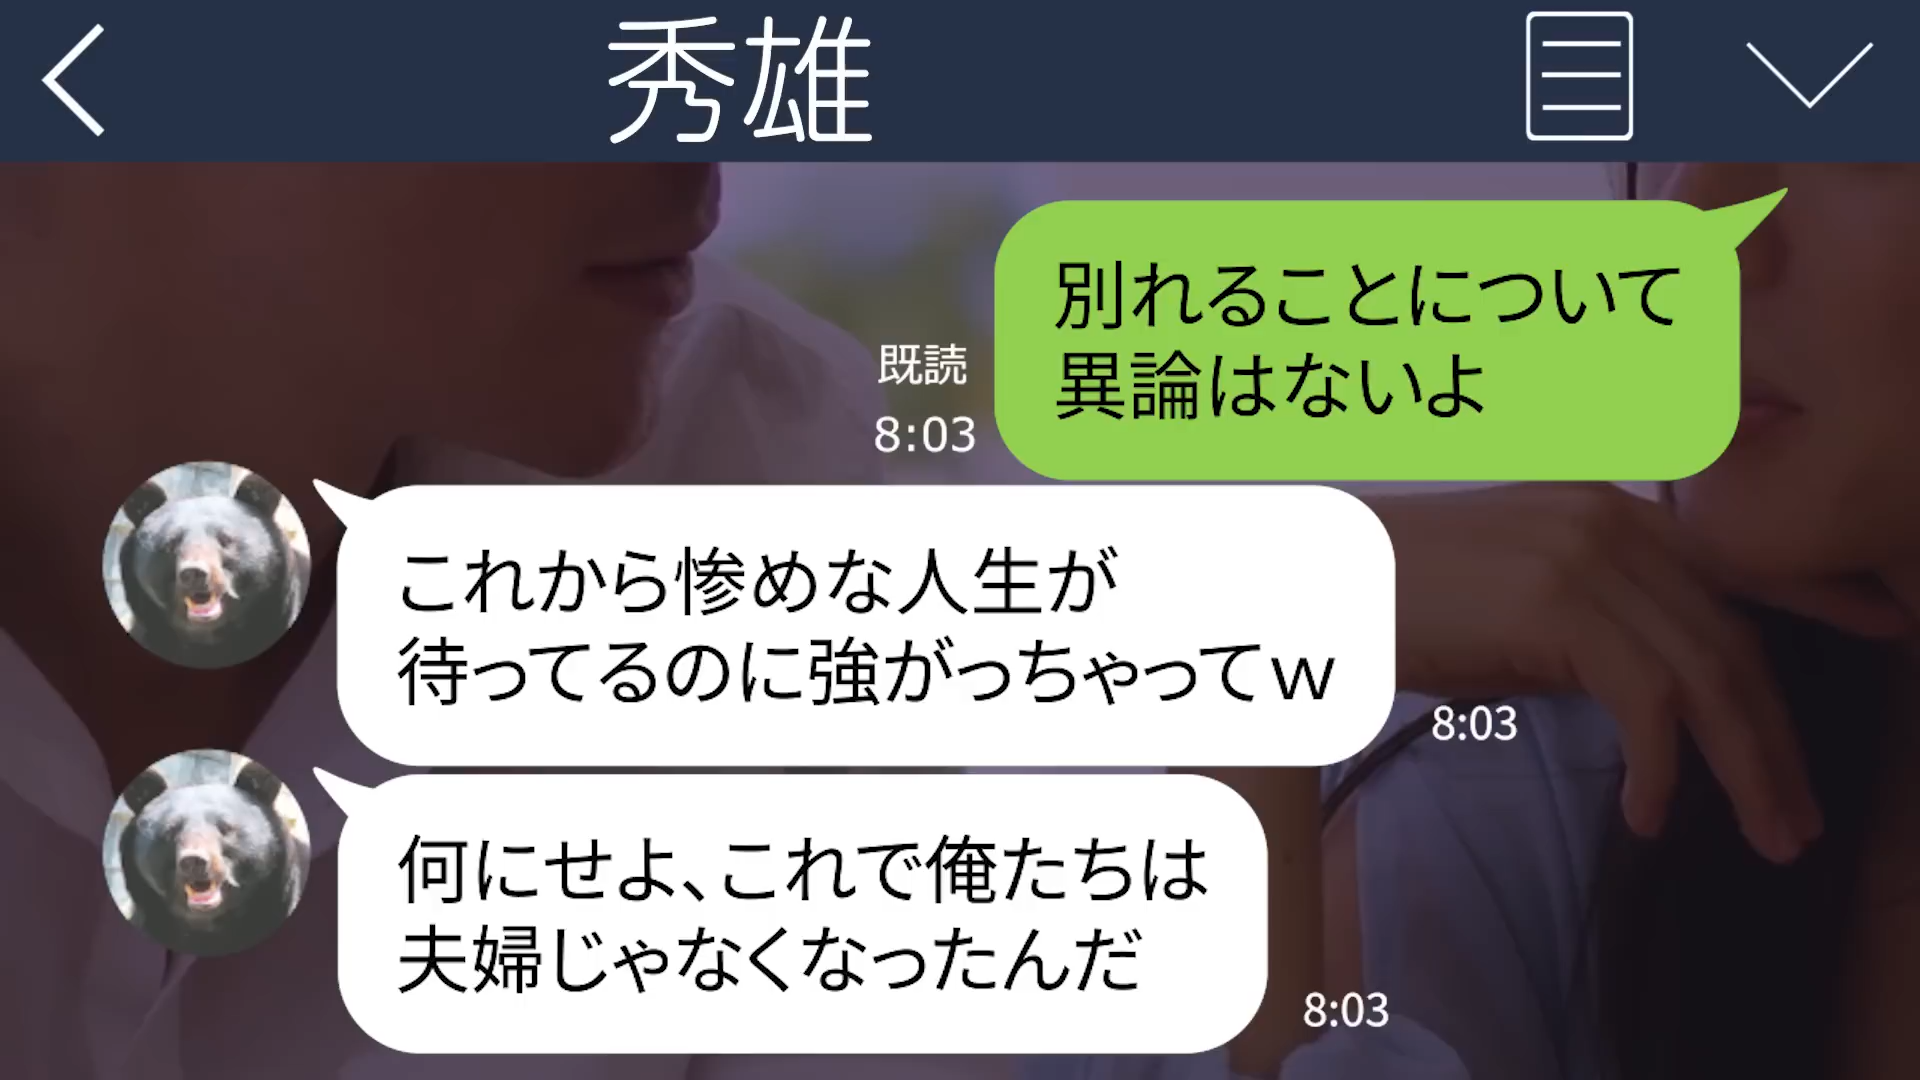 秀雄
別れることについて
異論はないよ
既読
8:03
これから惨めな人生が
待ってるのに強がっちゃってｗ
8:03
何にせよ、これで俺たちは
夫婦じゃなくなったんだ
8:03